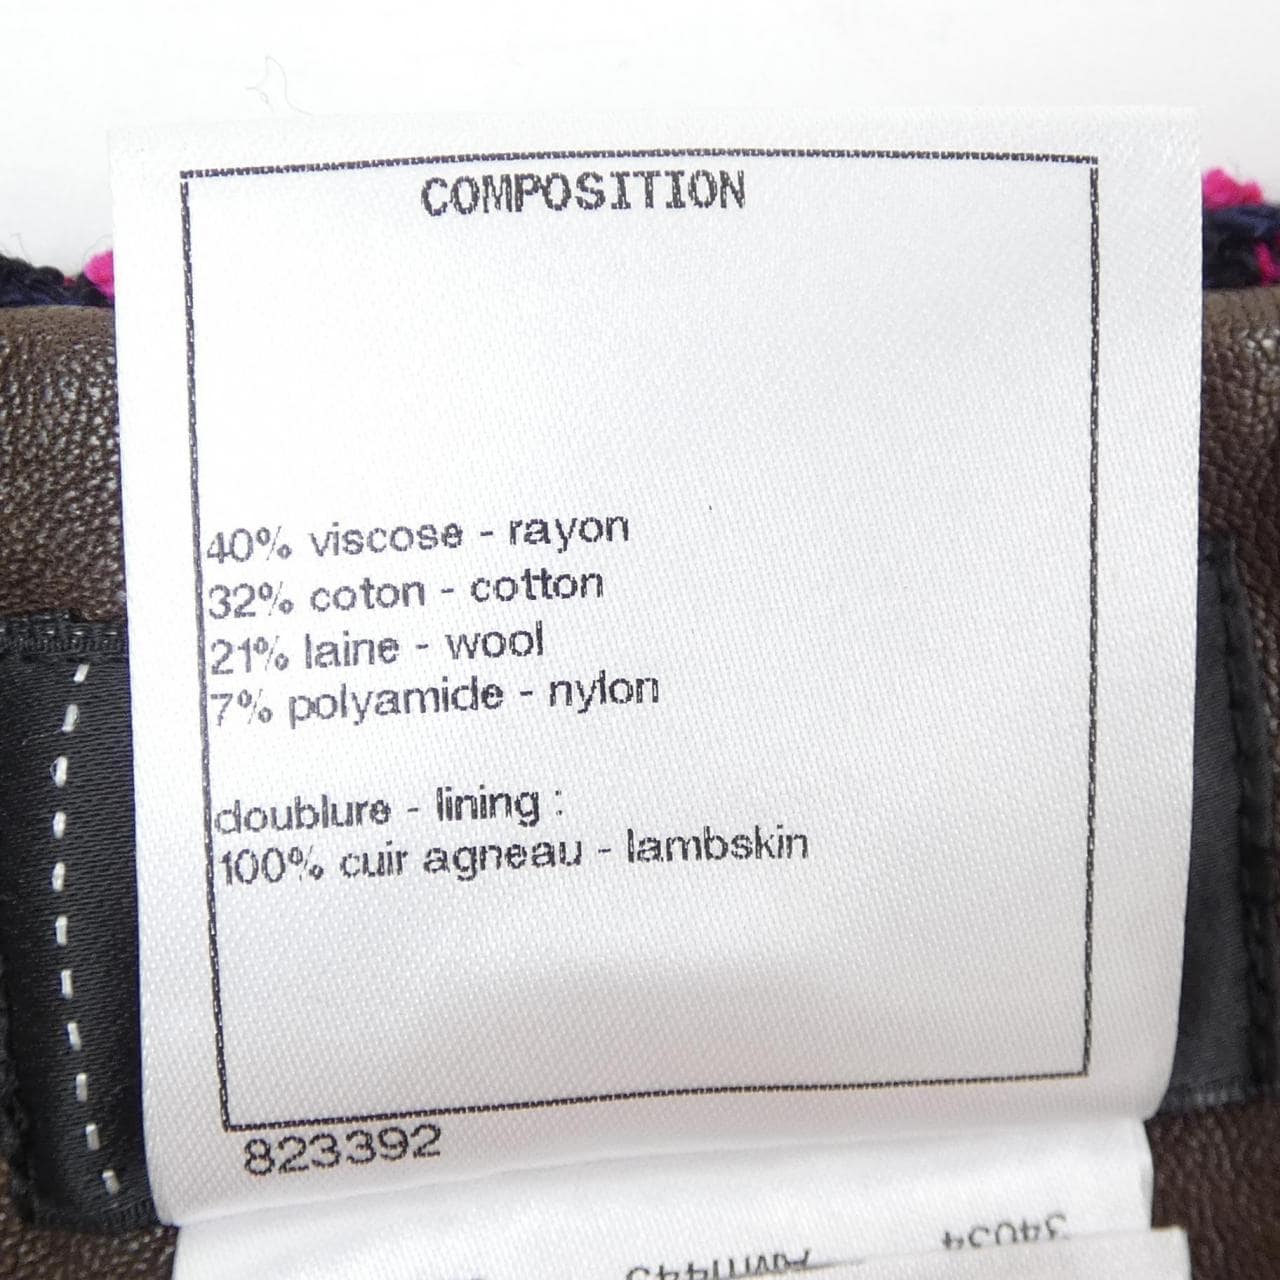 COMPOSITION
40% viscose - rayon
32% coton - cotton
21% laine - wool
7% polyamide - nylon
doublure - lining :
100% cuir agneau - lambskin
823392